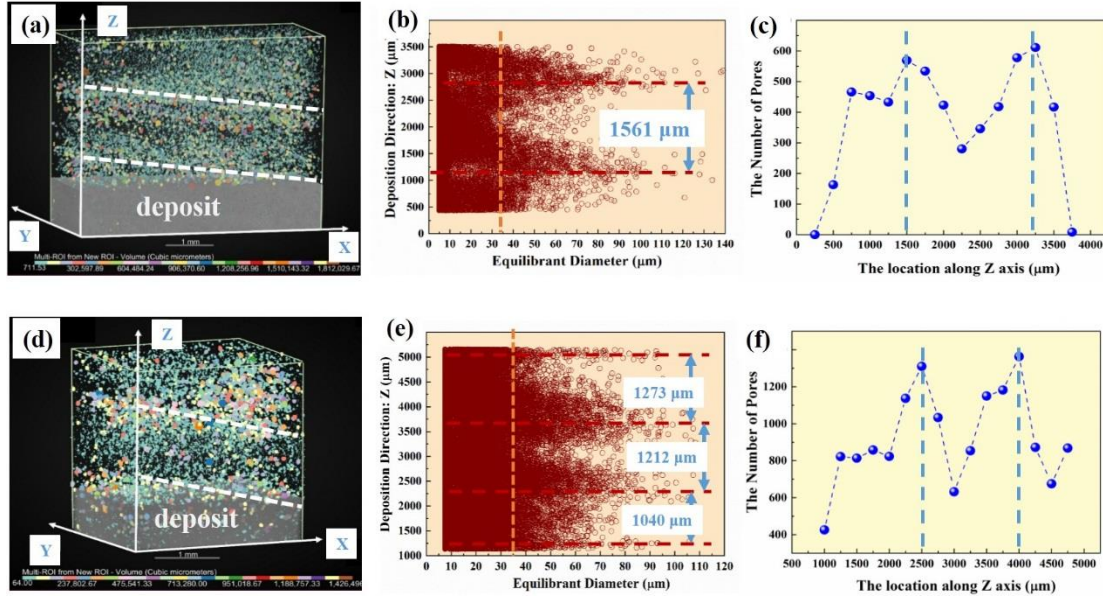 (a)
Z
deposit
Y
X
1 mm
Multi-ROI from New ROI - Volume (Cubic micrometers)
711.53 302,597.89 604,484.24 906,370.60 1,208,256.96 1,510,143.32 1,812,029.67
(b)
Deposition Direction: Z (μm)
3500
3000
2500
2000
1500
1000
500
0
1561 μm
0 10 20 30 40 50 60 70 80 90 100 110 120 130 140
Equilibrant Diameter (μm)
(c)
The Number of Pores
600
500
400
300
200
100
0
0 500 1000 1500 2000 2500 3000 3500 4000
The location along Z axis (μm)
(d)
Z
deposit
Y
X
1 mm
Multi-ROI from New ROI - Volume (Cubic micrometers)
64.00 237,802.67 475,541.33 713,280.00 951,018.67 1,188,757.33 1,426,496
(e)
Deposition Direction: Z (μm)
5000
4500
4000
3500
3000
2500
2000
1500
1000
1273 μm
1212 μm
1040 μm
0 10 20 30 40 50 60 70 80 90 100 110 120
Equilibrant Diameter (μm)
(f)
The Number of Pores
1200
1000
800
600
400
500 1000 1500 2000 2500 3000 3500 4000 4500 5000
The location along Z axis (μm)